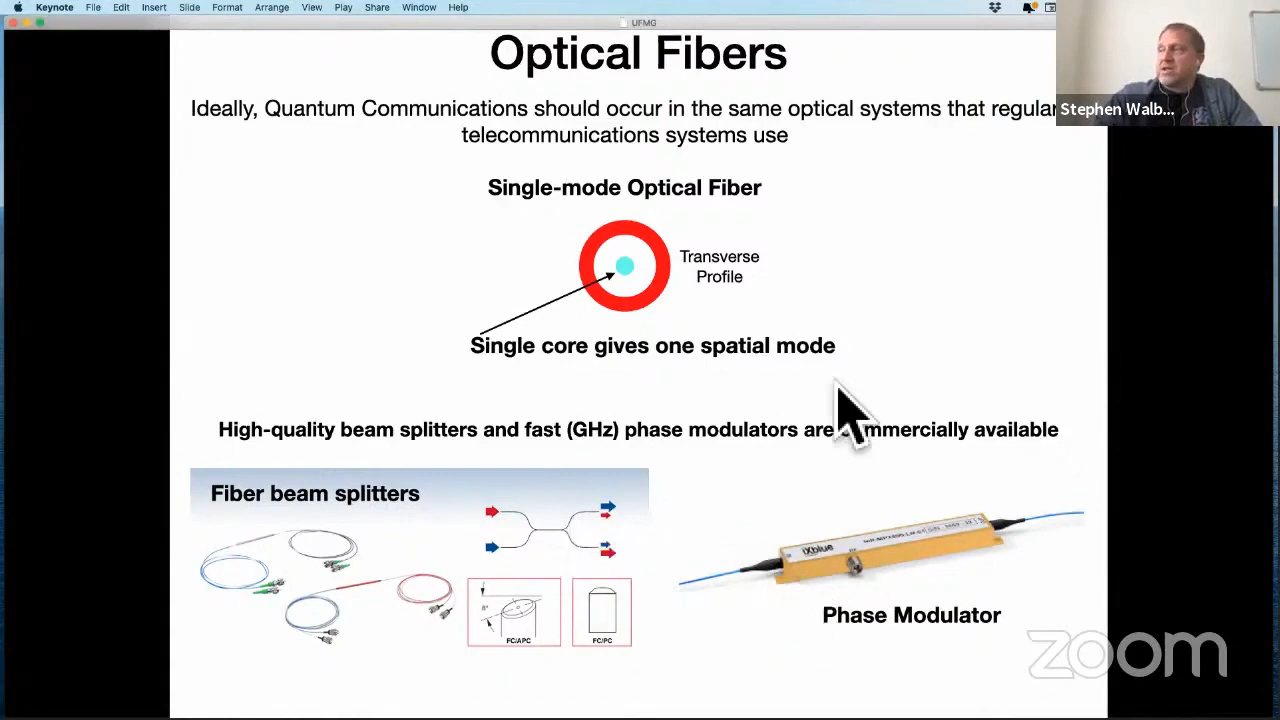 Keynote File Edit Insert Slide Format Arrange View Play Share Window Help
UFMG
Optical Fibers
Stephen Walb...
Ideally, Quantum Communications should occur in the same optical systems that regular
telecommunications systems use
Single-mode Optical Fiber
Transverse
Profile
Single core gives one spatial mode
High-quality beam splitters and fast (GHz) phase modulators are commercially available
Fiber beam splitters
8°
FC/APC
FC/PC
iXblue
Phase Modulator
zoom